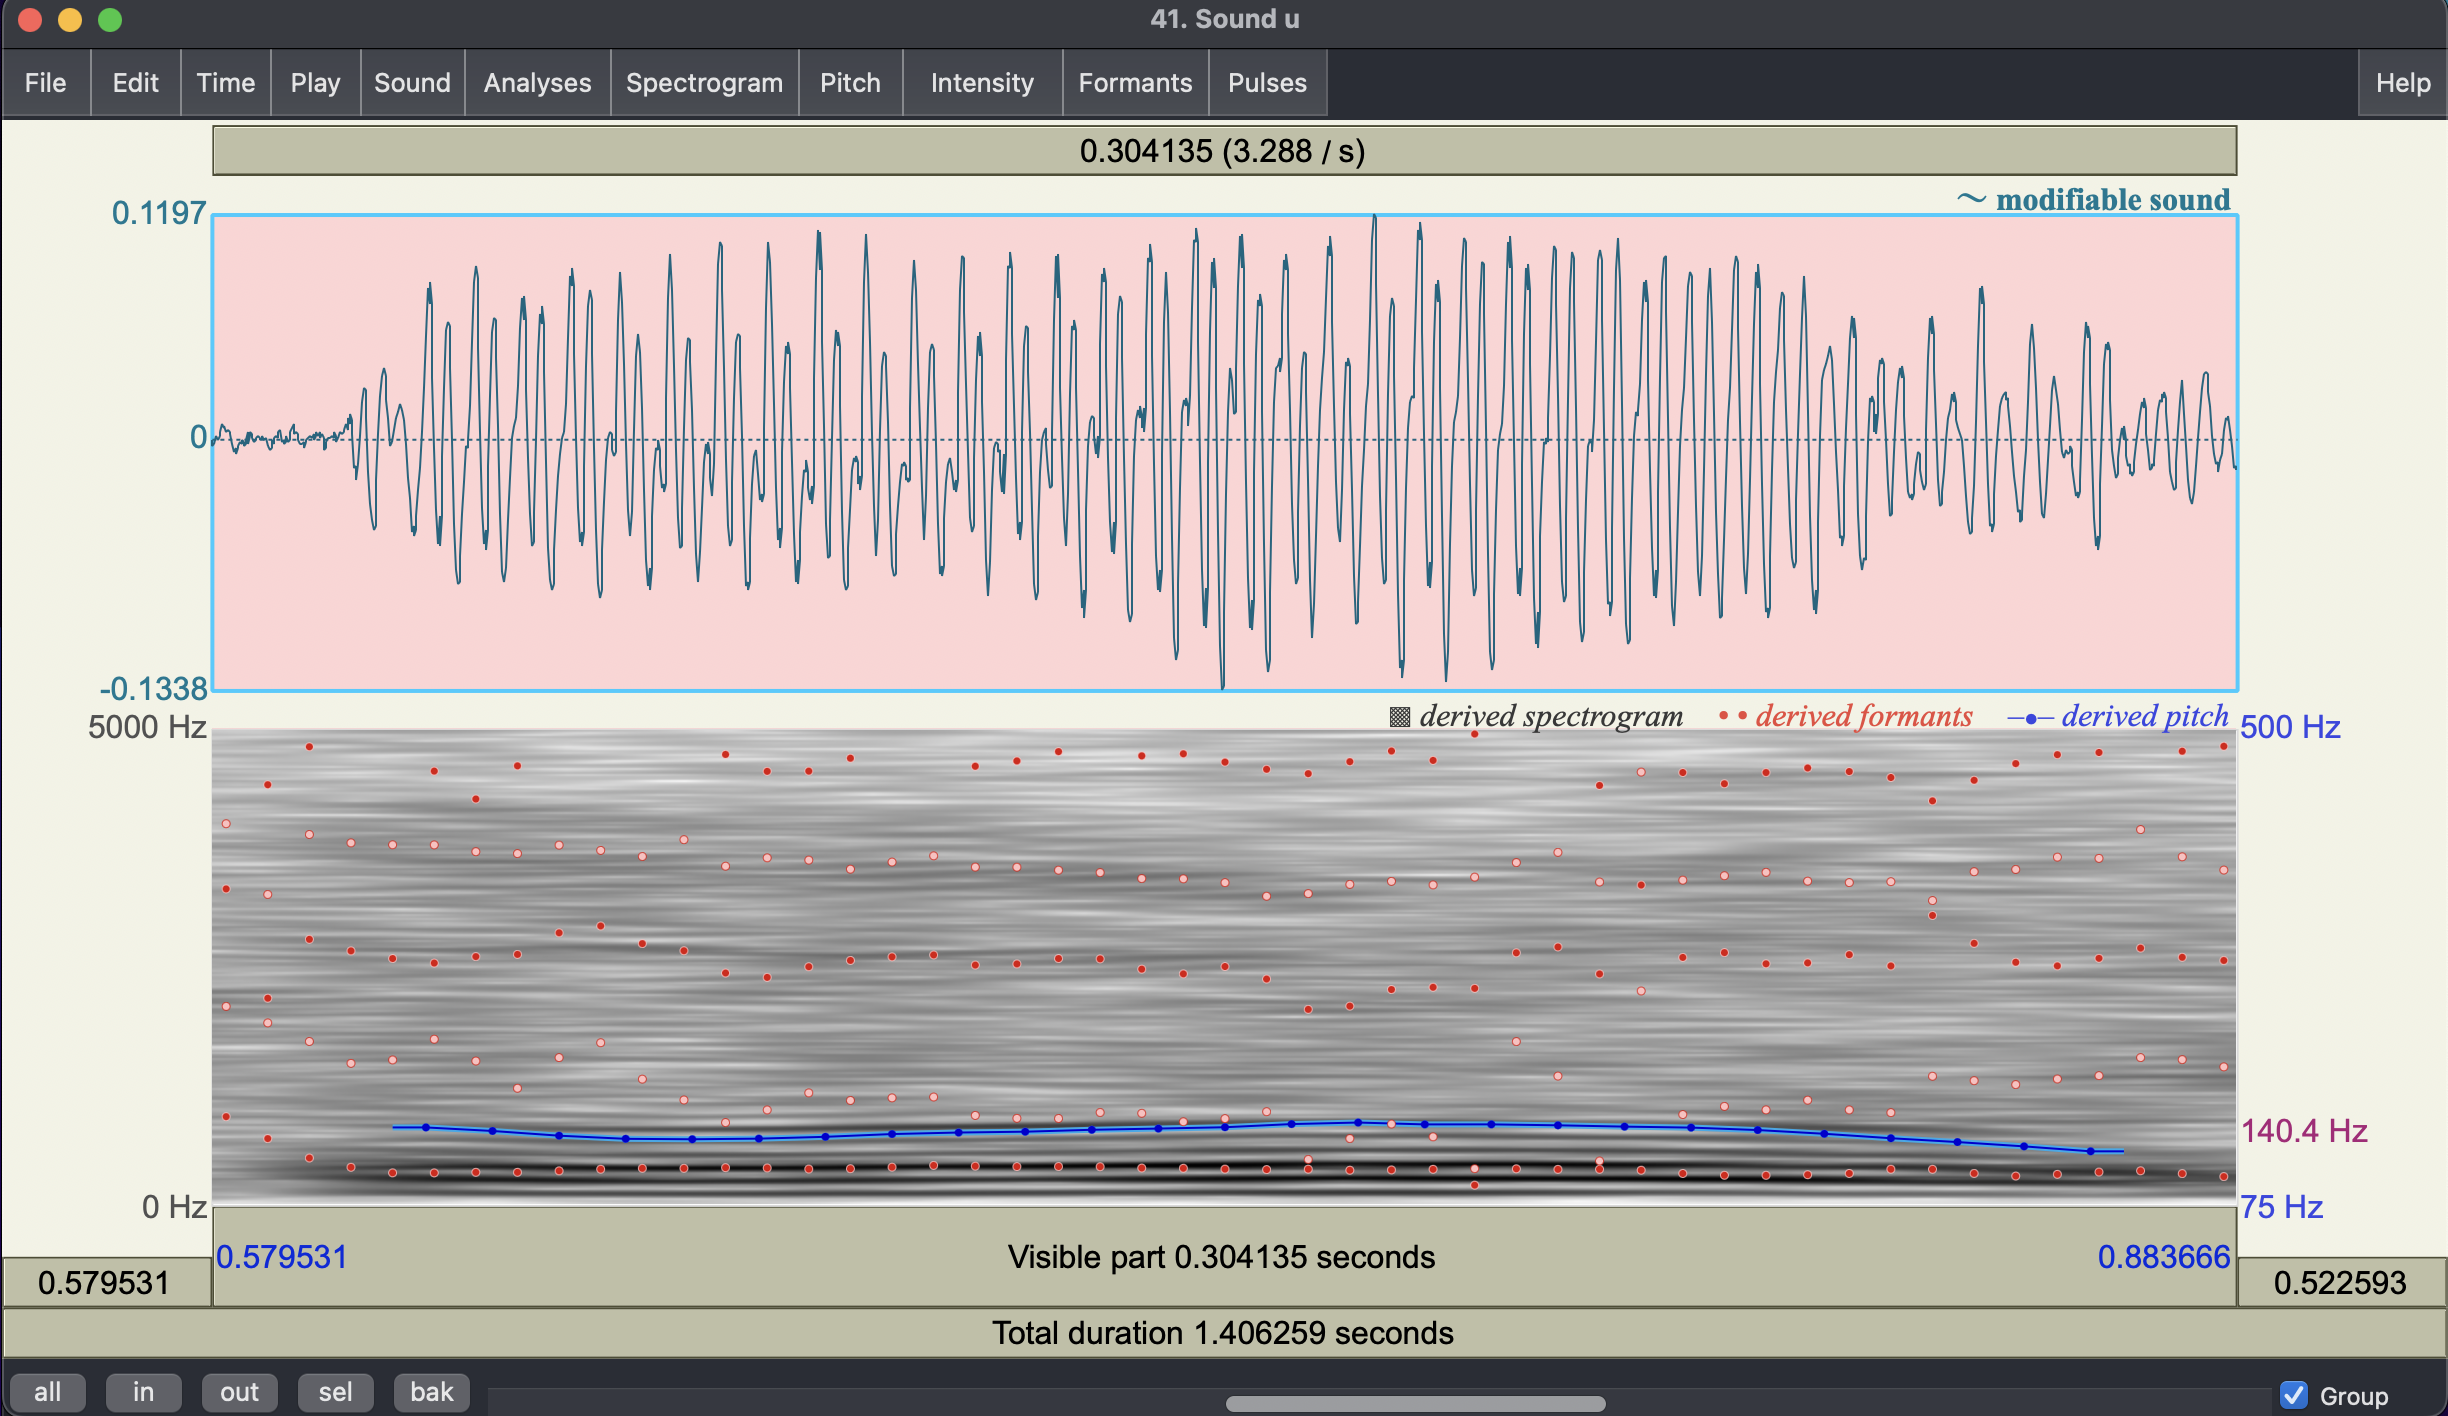 41. Sound u
File Edit Time Play Sound Analyses Spectrogram Pitch Intensity Formants Pulses Help
0.304135 (3.288 / s)
~ modifiable sound
0.1197
0
-0.1338
derived spectrogram derived formants derived pitch
5000 Hz 500 Hz
140.4 Hz
0 Hz 75 Hz
0.579531 Visible part 0.304135 seconds 0.883666
0.579531 0.522593
Total duration 1.406259 seconds
all in out sel bak Group